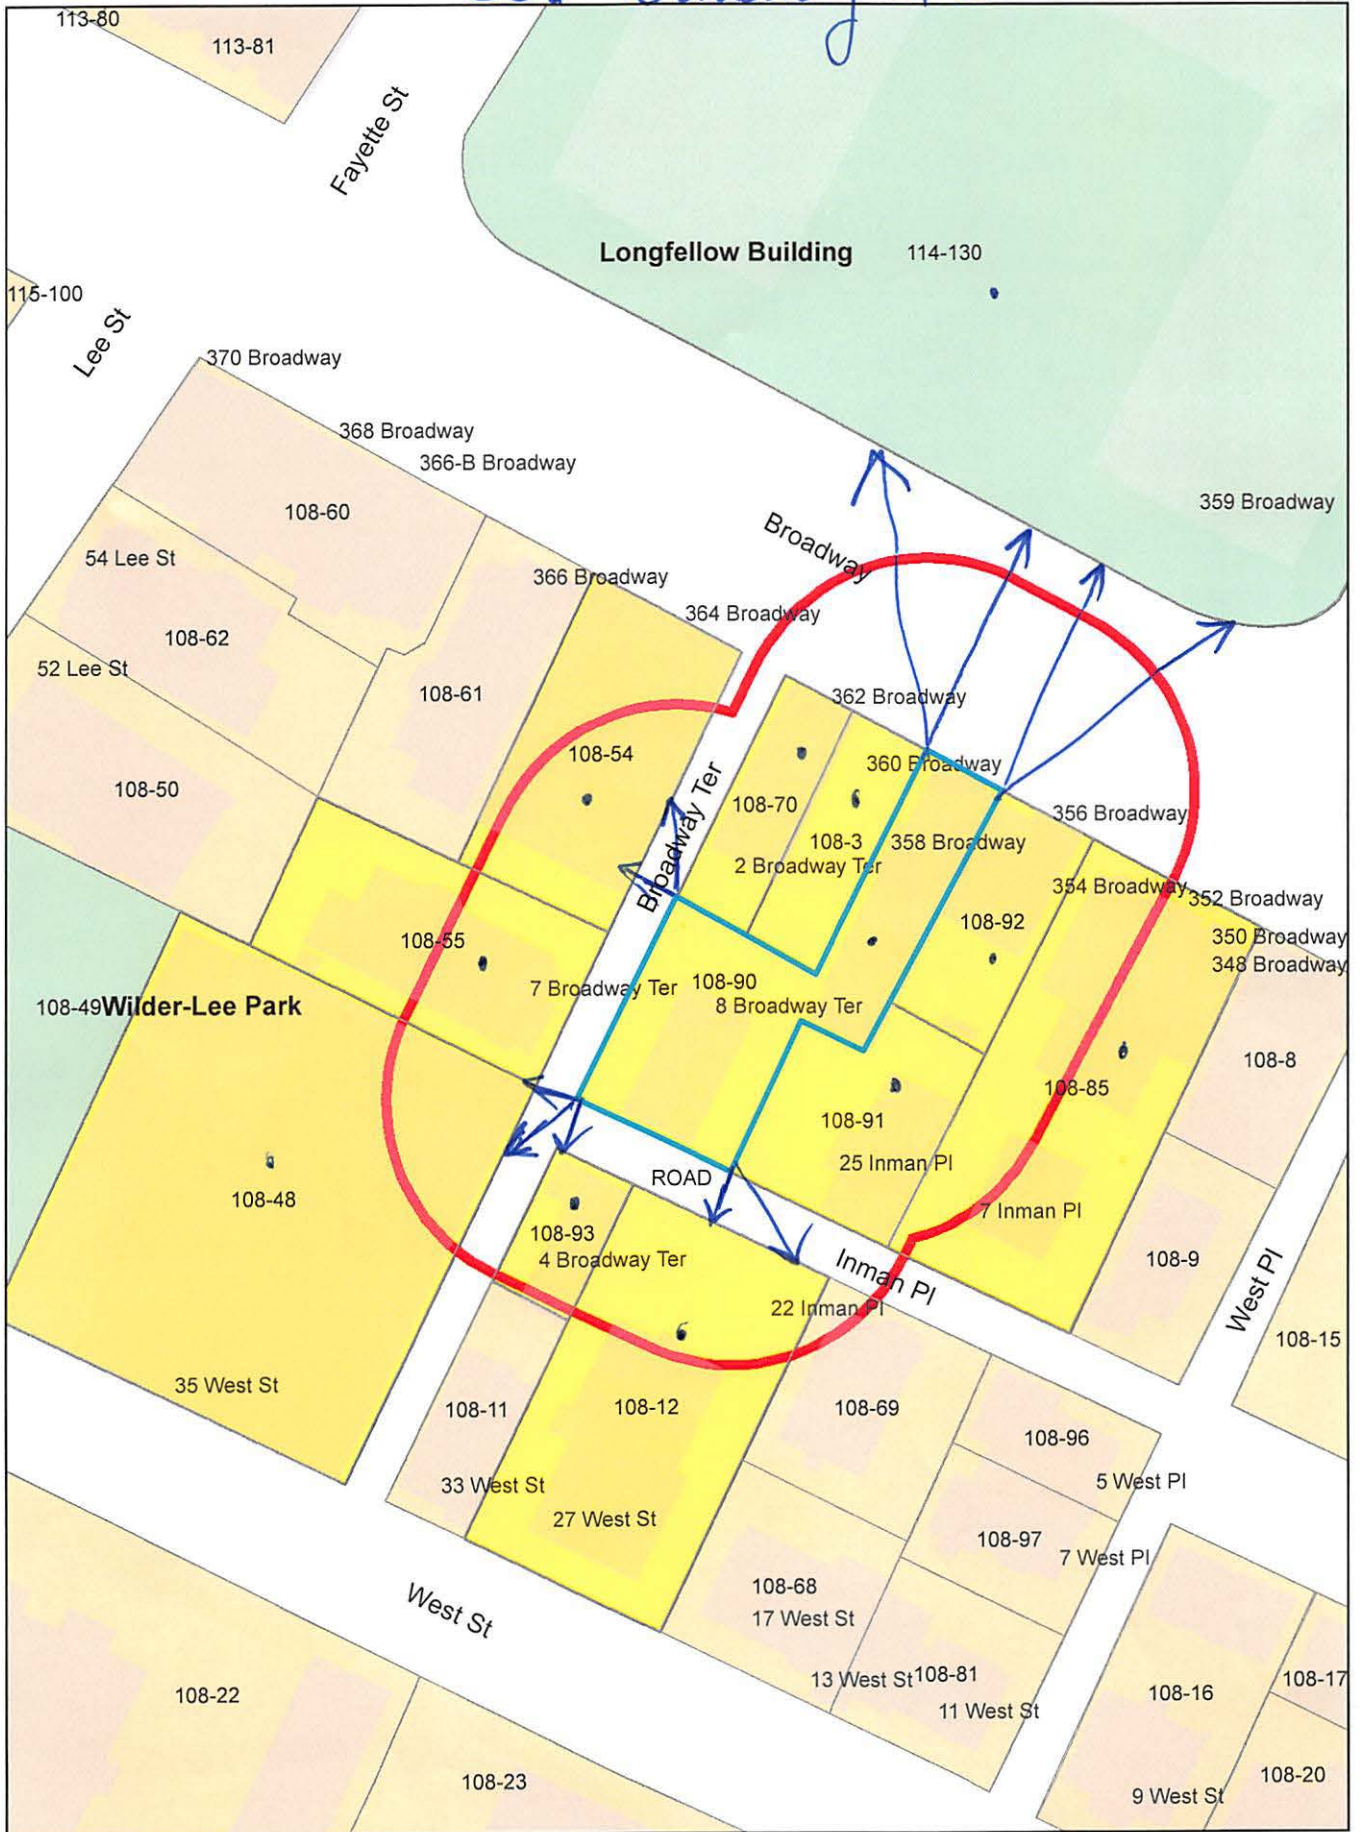 113-80
113-81
Fayette St
Longfellow Building
114-130
115-100
Lee St
370 Broadway
368 Broadway
366-B Broadway
359 Broadway
108-60
Broadway
54 Lee St
366 Broadway
364 Broadway
108-62
52 Lee St
108-61
362 Broadway
108-54
360 Broadway
108-50
Broadway Ter
108-70
356 Broadway
108-3
358 Broadway
2 Broadway Ter
354 Broadway
352 Broadway
108-92
350 Broadway
108-55
348 Broadway
7 Broadway Ter
108-90
8 Broadway Ter
108-49
Wilder-Lee Park
108-8
108-85
108-91
25 Inman Pl
ROAD
108-48
7 Inman Pl
108-93
4 Broadway Ter
108-9
Inman Pl
West Pl
22 Inman Pl
108-15
35 West St
108-11
108-12
108-69
108-96
5 West Pl
33 West St
27 West St
108-97
7 West Pl
108-68
17 West St
West St
13 West St
108-81
11 West St
108-22
108-16
108-17
108-23
108-20
9 West St